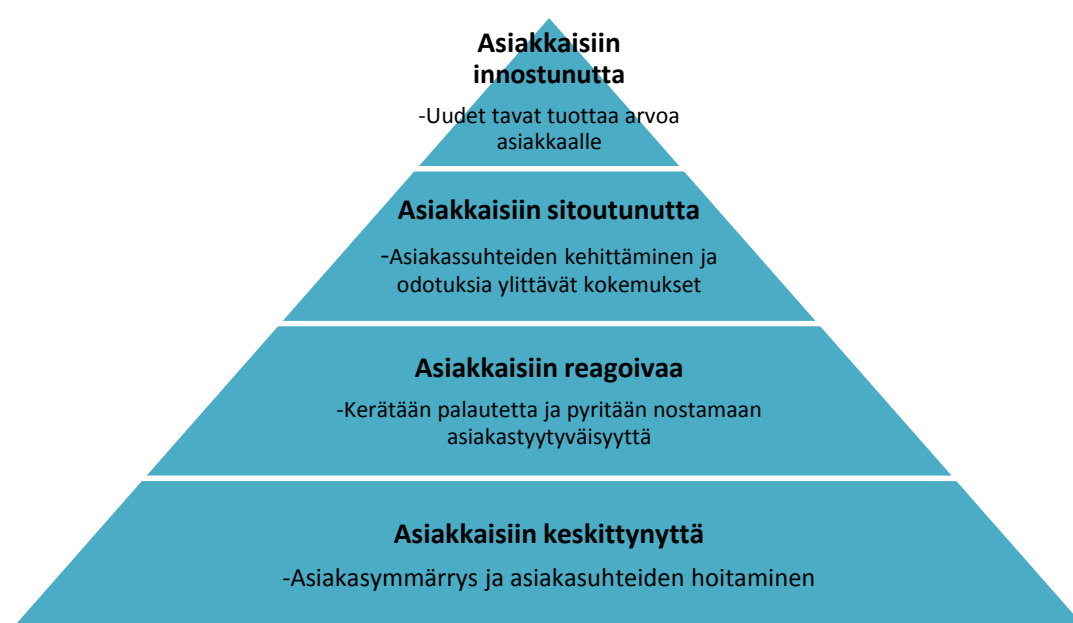 Asiakkaisiin
innostunutta
-Uudet tavat tuottaa arvoa
asiakkaalle
Asiakkaisiin sitoutunutta
-Asiakassuhteiden kehittäminen ja
odotuksia ylittävät kokemukset
Asiakkaisiin reagoivaa
-Kerätään palautetta ja pyritään nostamaan
asiakastyytyväisyyttä
Asiakkaisiin keskittynyttä
-Asiakasymmärrys ja asiakasuhteiden hoitaminen